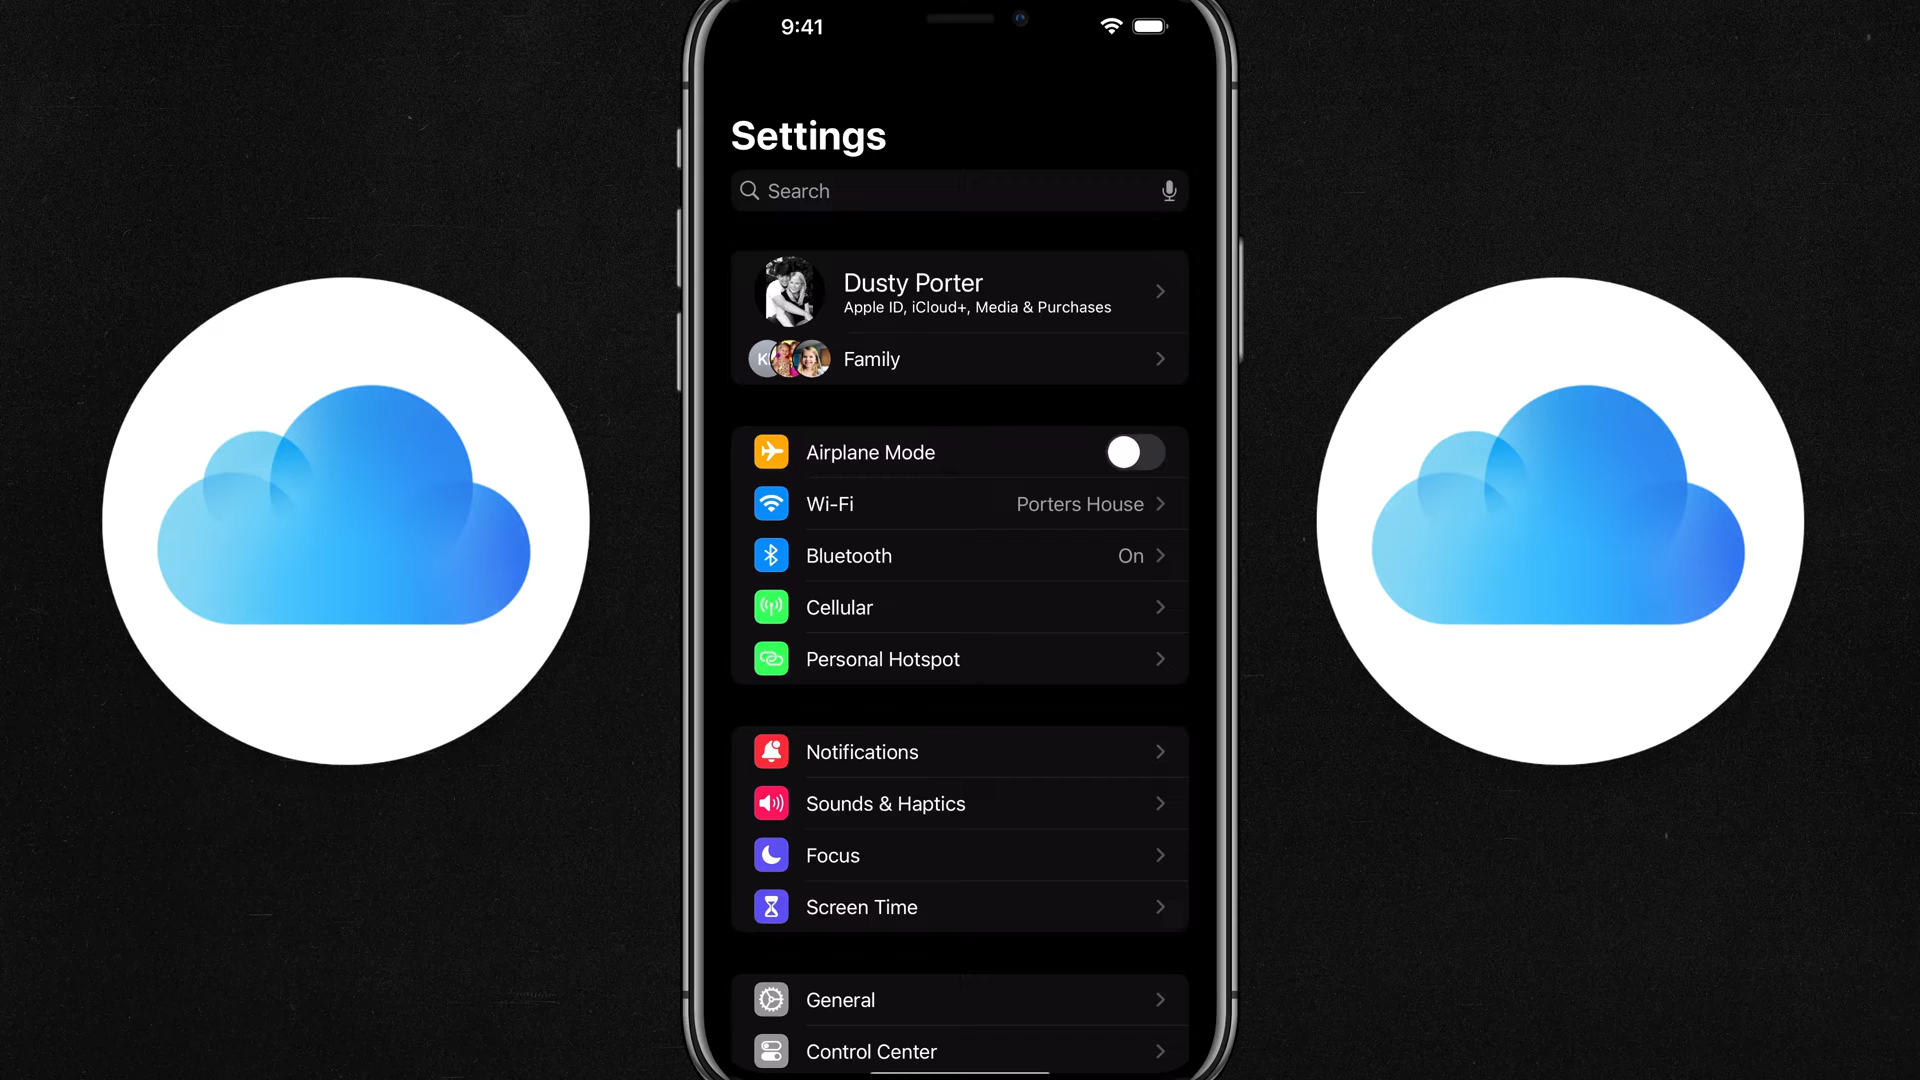 9:41
Settings
Search
Dusty Porter
Apple ID, iCloud+, Media & Purchases
Family
Airplane Mode
Wi-Fi Porters House
Bluetooth On
Cellular
Personal Hotspot
Notifications
Sounds & Haptics
Focus
Screen Time
General
Control Center